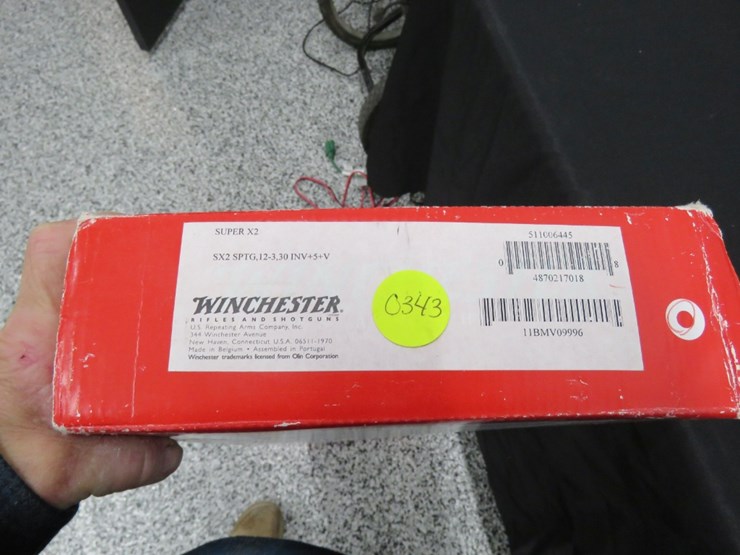 SUPER X2
SX2 SPTG,12-3,30 INV+5+V
WINCHESTER®
RIFLES AND SHOTGUNS
U.S. Repeating Arms Company, Inc.
344 Winchester Avenue
New Haven, Connecticut U.S.A. 06511-1970
Made in Belgium • Assembled in Portugal
Winchester trademarks licensed from Olin Corporation
0343
511006445
0 8
4870217018
11BMV09996